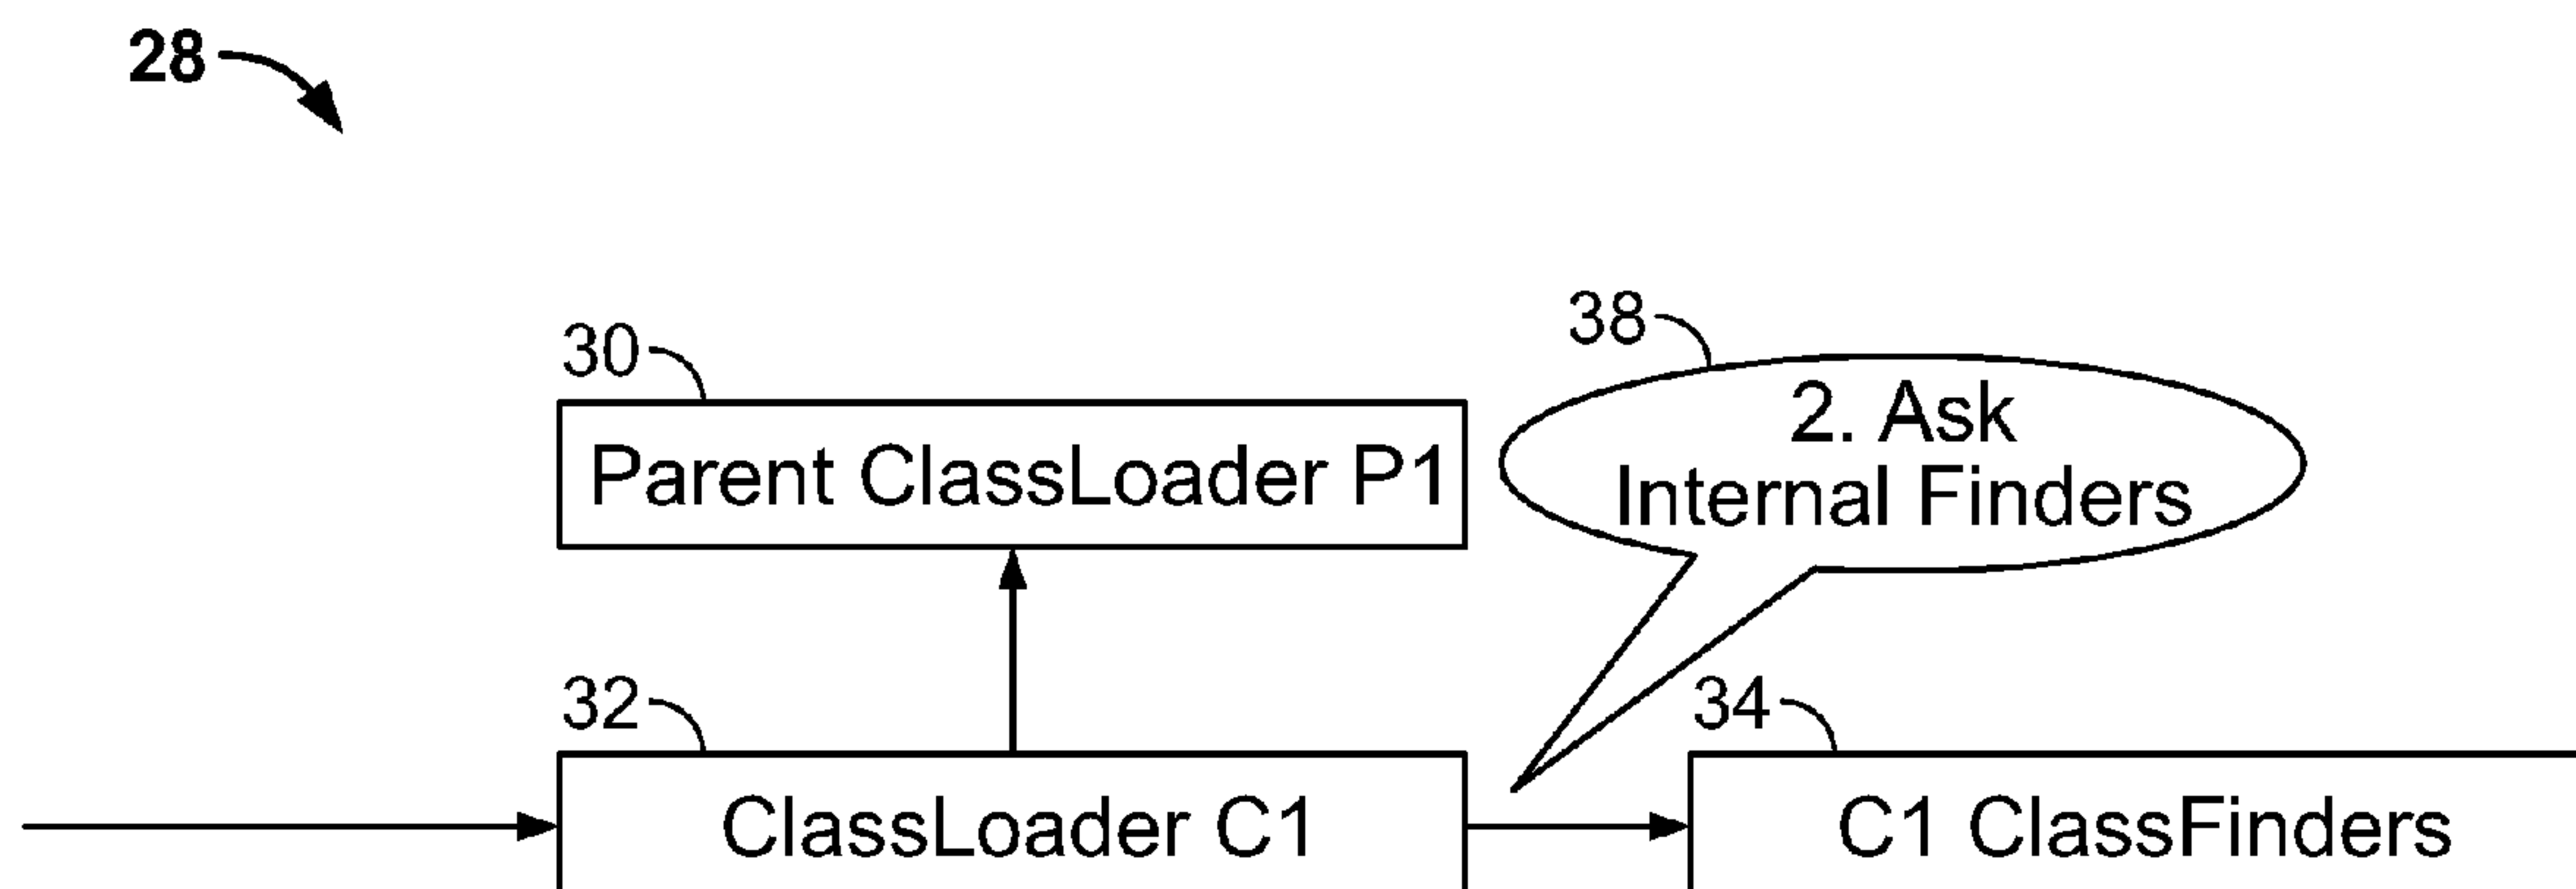 28
38
30
2. Ask
Internal Finders
Parent ClassLoader P1
32
34
ClassLoader C1
C1 ClassFinders